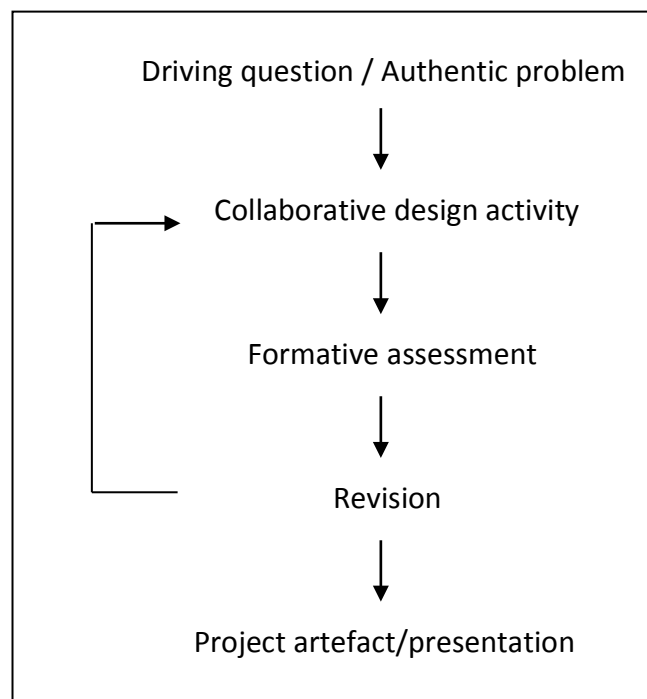 Driving question / Authentic problem
Collaborative design activity
Formative assessment
Revision
Project artefact/presentation